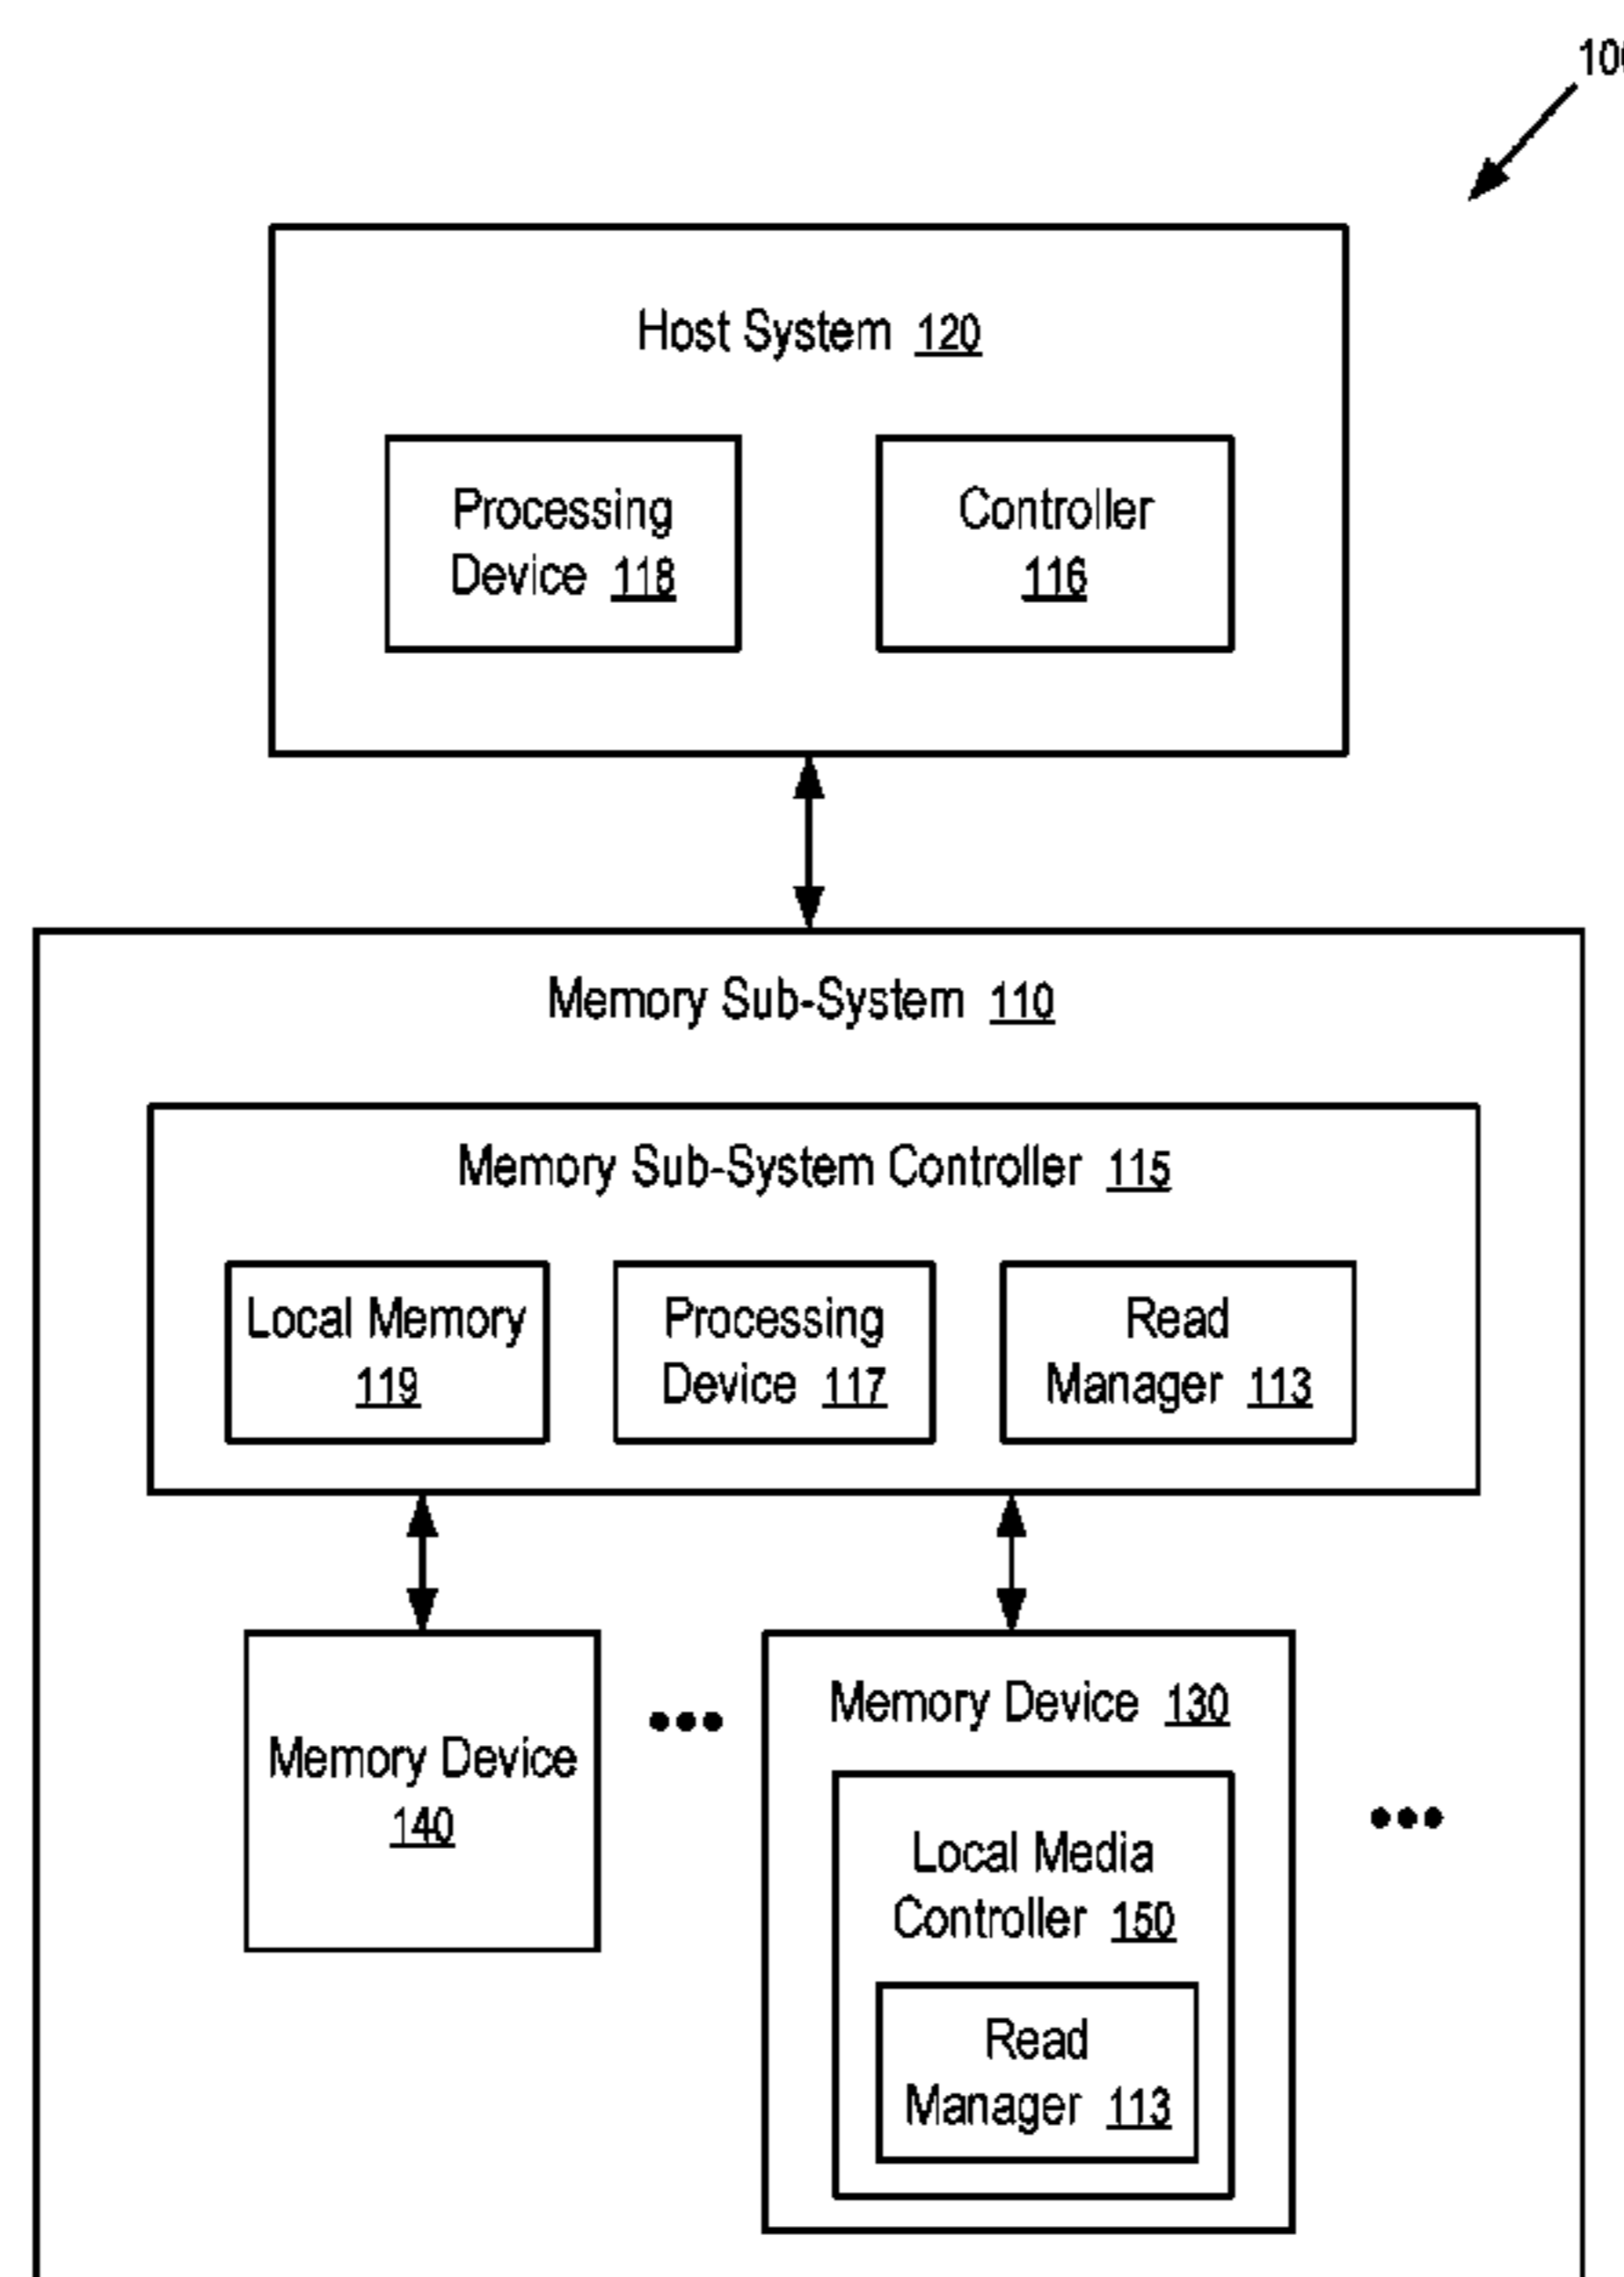 Host System 120
Processing
Device 118
Controller
116
Memory Sub-System 110
Memory Sub-System Controller 115
Local Memory
119
Processing
Device 117
Read
Manager 113
Memory Device
140
Memory Device 130
Local Media
Controller 150
Read
Manager 113